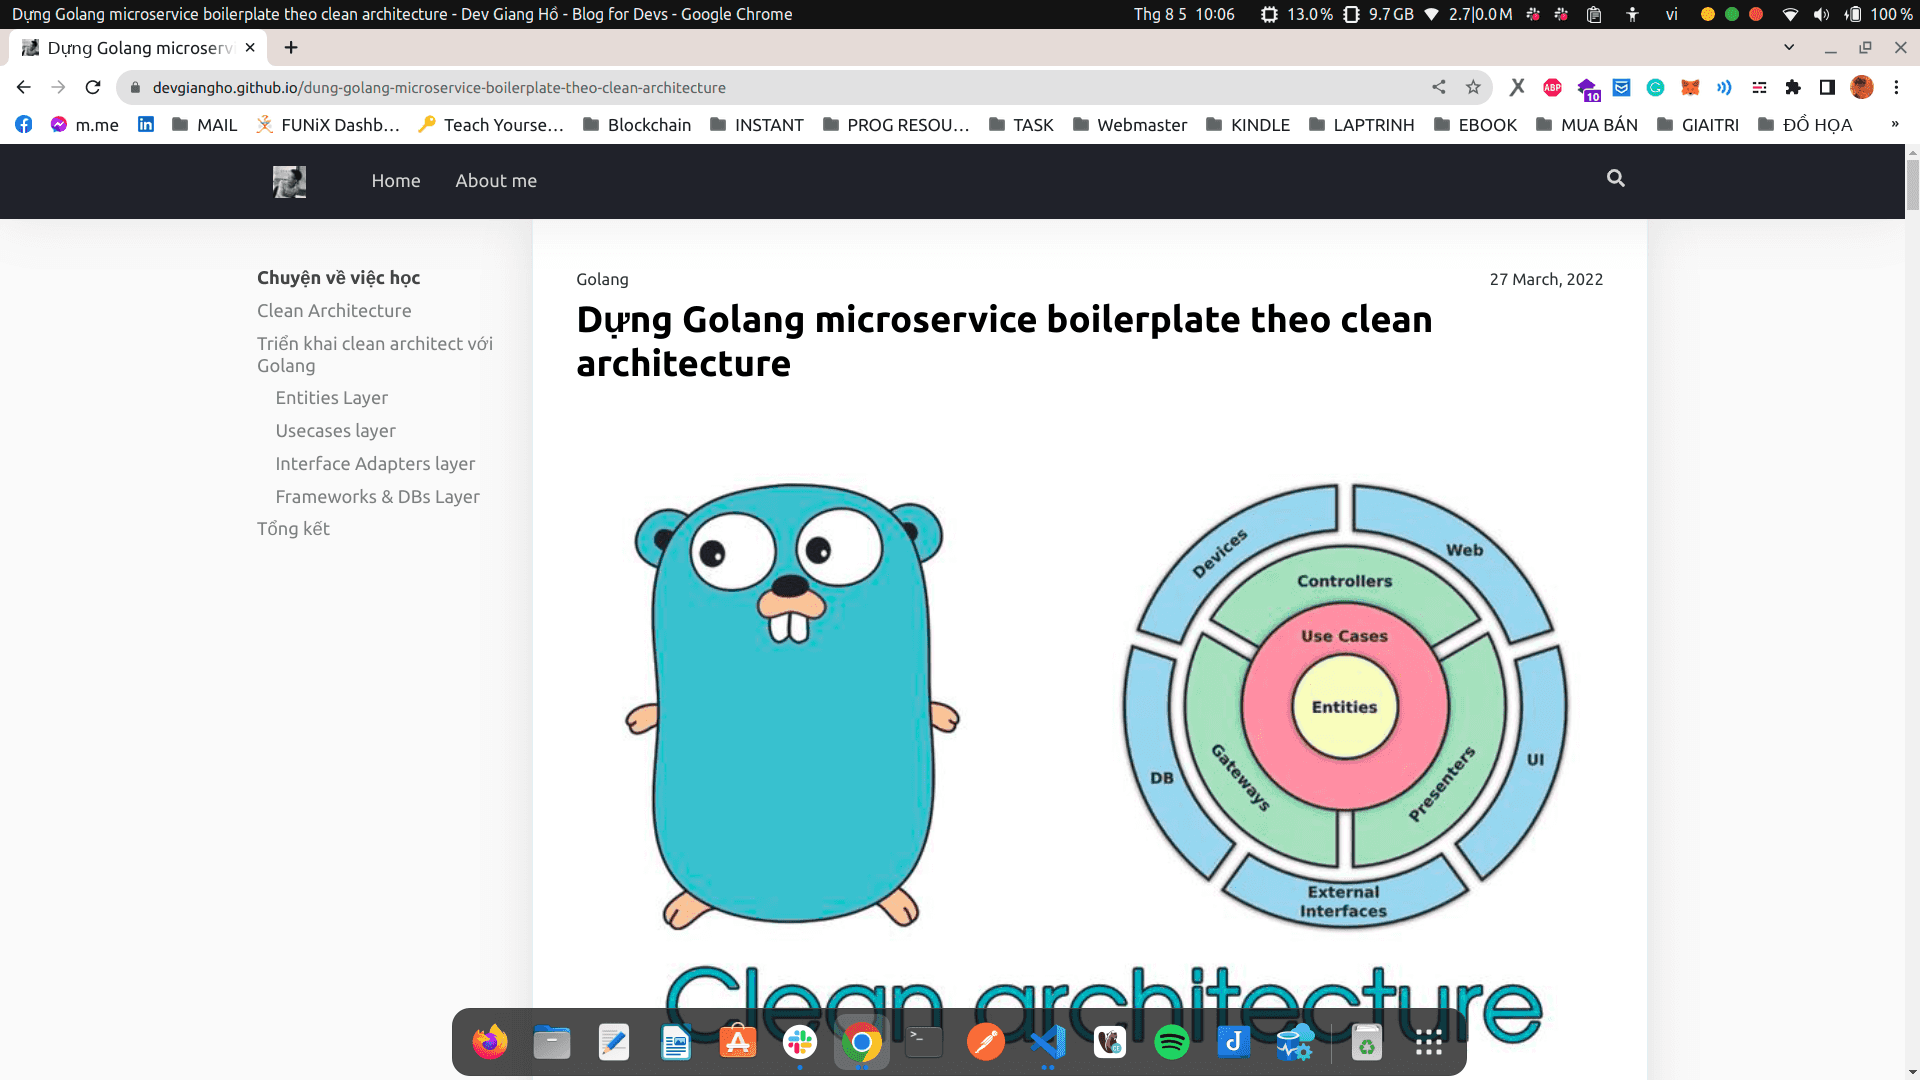 Dựng Golang microservice boilerplate theo clean architecture - Dev Giang Hồ - Blog for Devs - Google Chrome
Thg 8 5 10:06
13.0 %
9.7 GB
2.7|0.0 M
vi
100 %
Dựng Golang microservi
devgiangho.github.io/dung-golang-microservice-boilerplate-theo-clean-architecture
ABP
10
m.me
MAIL
FUNiX Dashb…
Teach Yourse…
Blockchain
INSTANT
PROG RESOU…
TASK
Webmaster
KINDLE
LAPTRINH
EBOOK
MUA BÁN
GIAITRI
ĐỒ HỌA
»
Home
About me
Chuyện về việc học
Clean Architecture
Triển khai clean architect với
Golang
Entities Layer
Usecases layer
Interface Adapters layer
Frameworks & DBs Layer
Tổng kết
Golang
27 March, 2022
Dựng Golang microservice boilerplate theo clean
architecture
Devices
Web
Controllers
Use Cases
Entities
Gateways
Presenters
DB
UI
External
Interfaces
Clean architecture